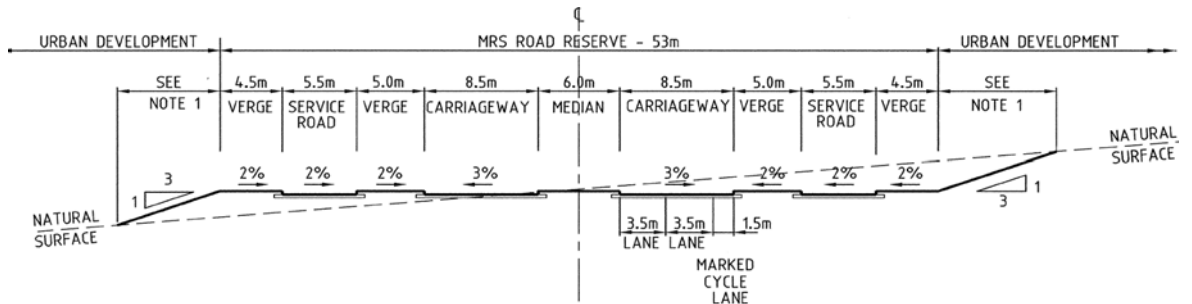 ℄
URBAN DEVELOPMENT MRS ROAD RESERVE - 53m URBAN DEVELOPMENT
SEE 4.5m 5.5m 5.0m 8.5m 6.0m 8.5m 5.0m 5.5m 4.5m SEE
NOTE 1 VERGE SERVICE VERGE CARRIAGEWAY MEDIAN CARRIAGEWAY VERGE SERVICE VERGE NOTE 1
ROAD ROAD
NATURAL
SURFACE
2% 2% 2% 3% 3% 2% 2% 2%
3
1
1
3
NATURAL
SURFACE
3.5m 3.5m 1.5m
LANE LANE
MARKED
CYCLE
LANE